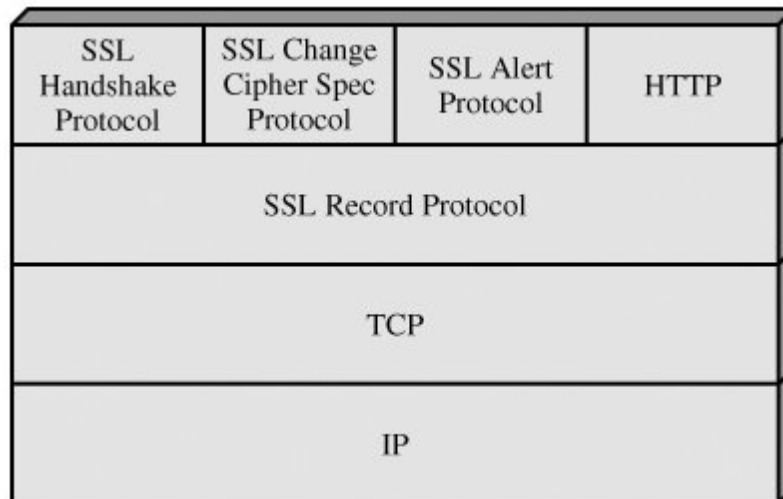 SSL
Handshake
Protocol
SSL Change
Cipher Spec
Protocol
SSL Alert
Protocol
HTTP
SSL Record Protocol
TCP
IP